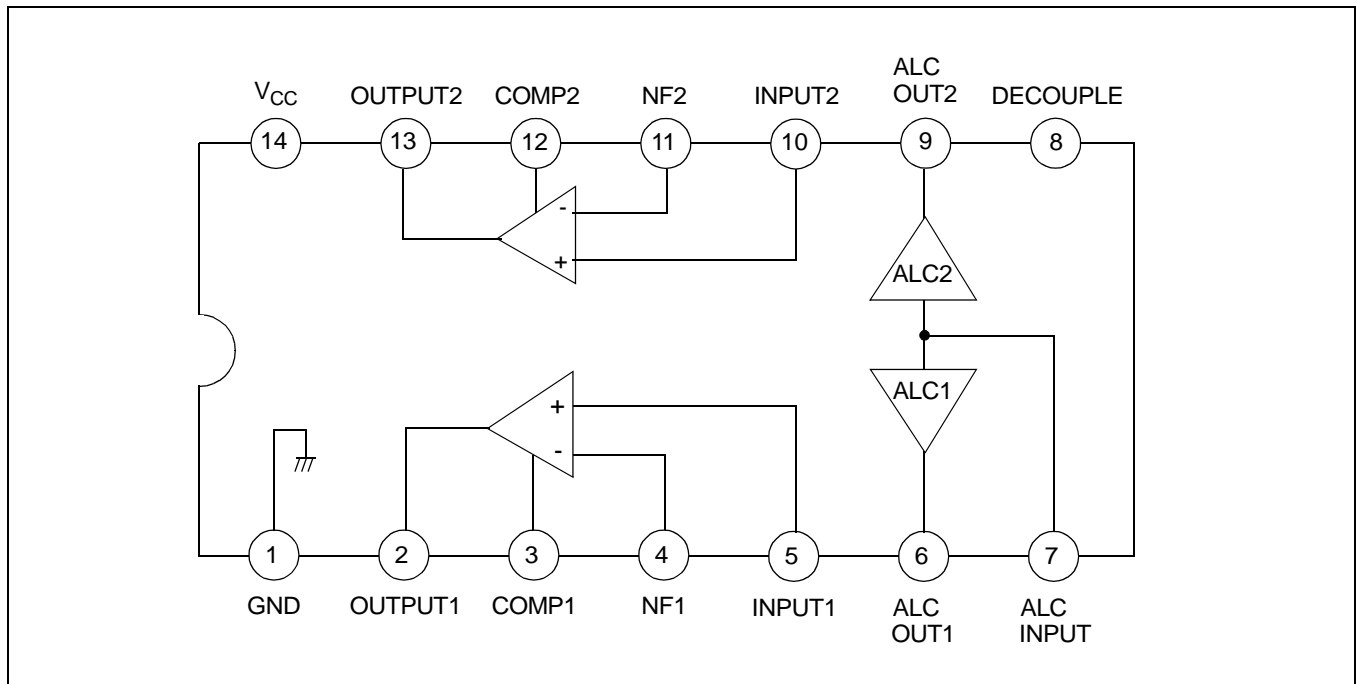 V_CC OUTPUT2 COMP2 NF2 INPUT2 ALC OUT2 DECOUPLE
14 13 12 11 10 9 8
-
+
ALC2
ALC1
+
-
1 2 3 4 5 6 7
GND OUTPUT1 COMP1 NF1 INPUT1 ALC OUT1 ALC INPUT